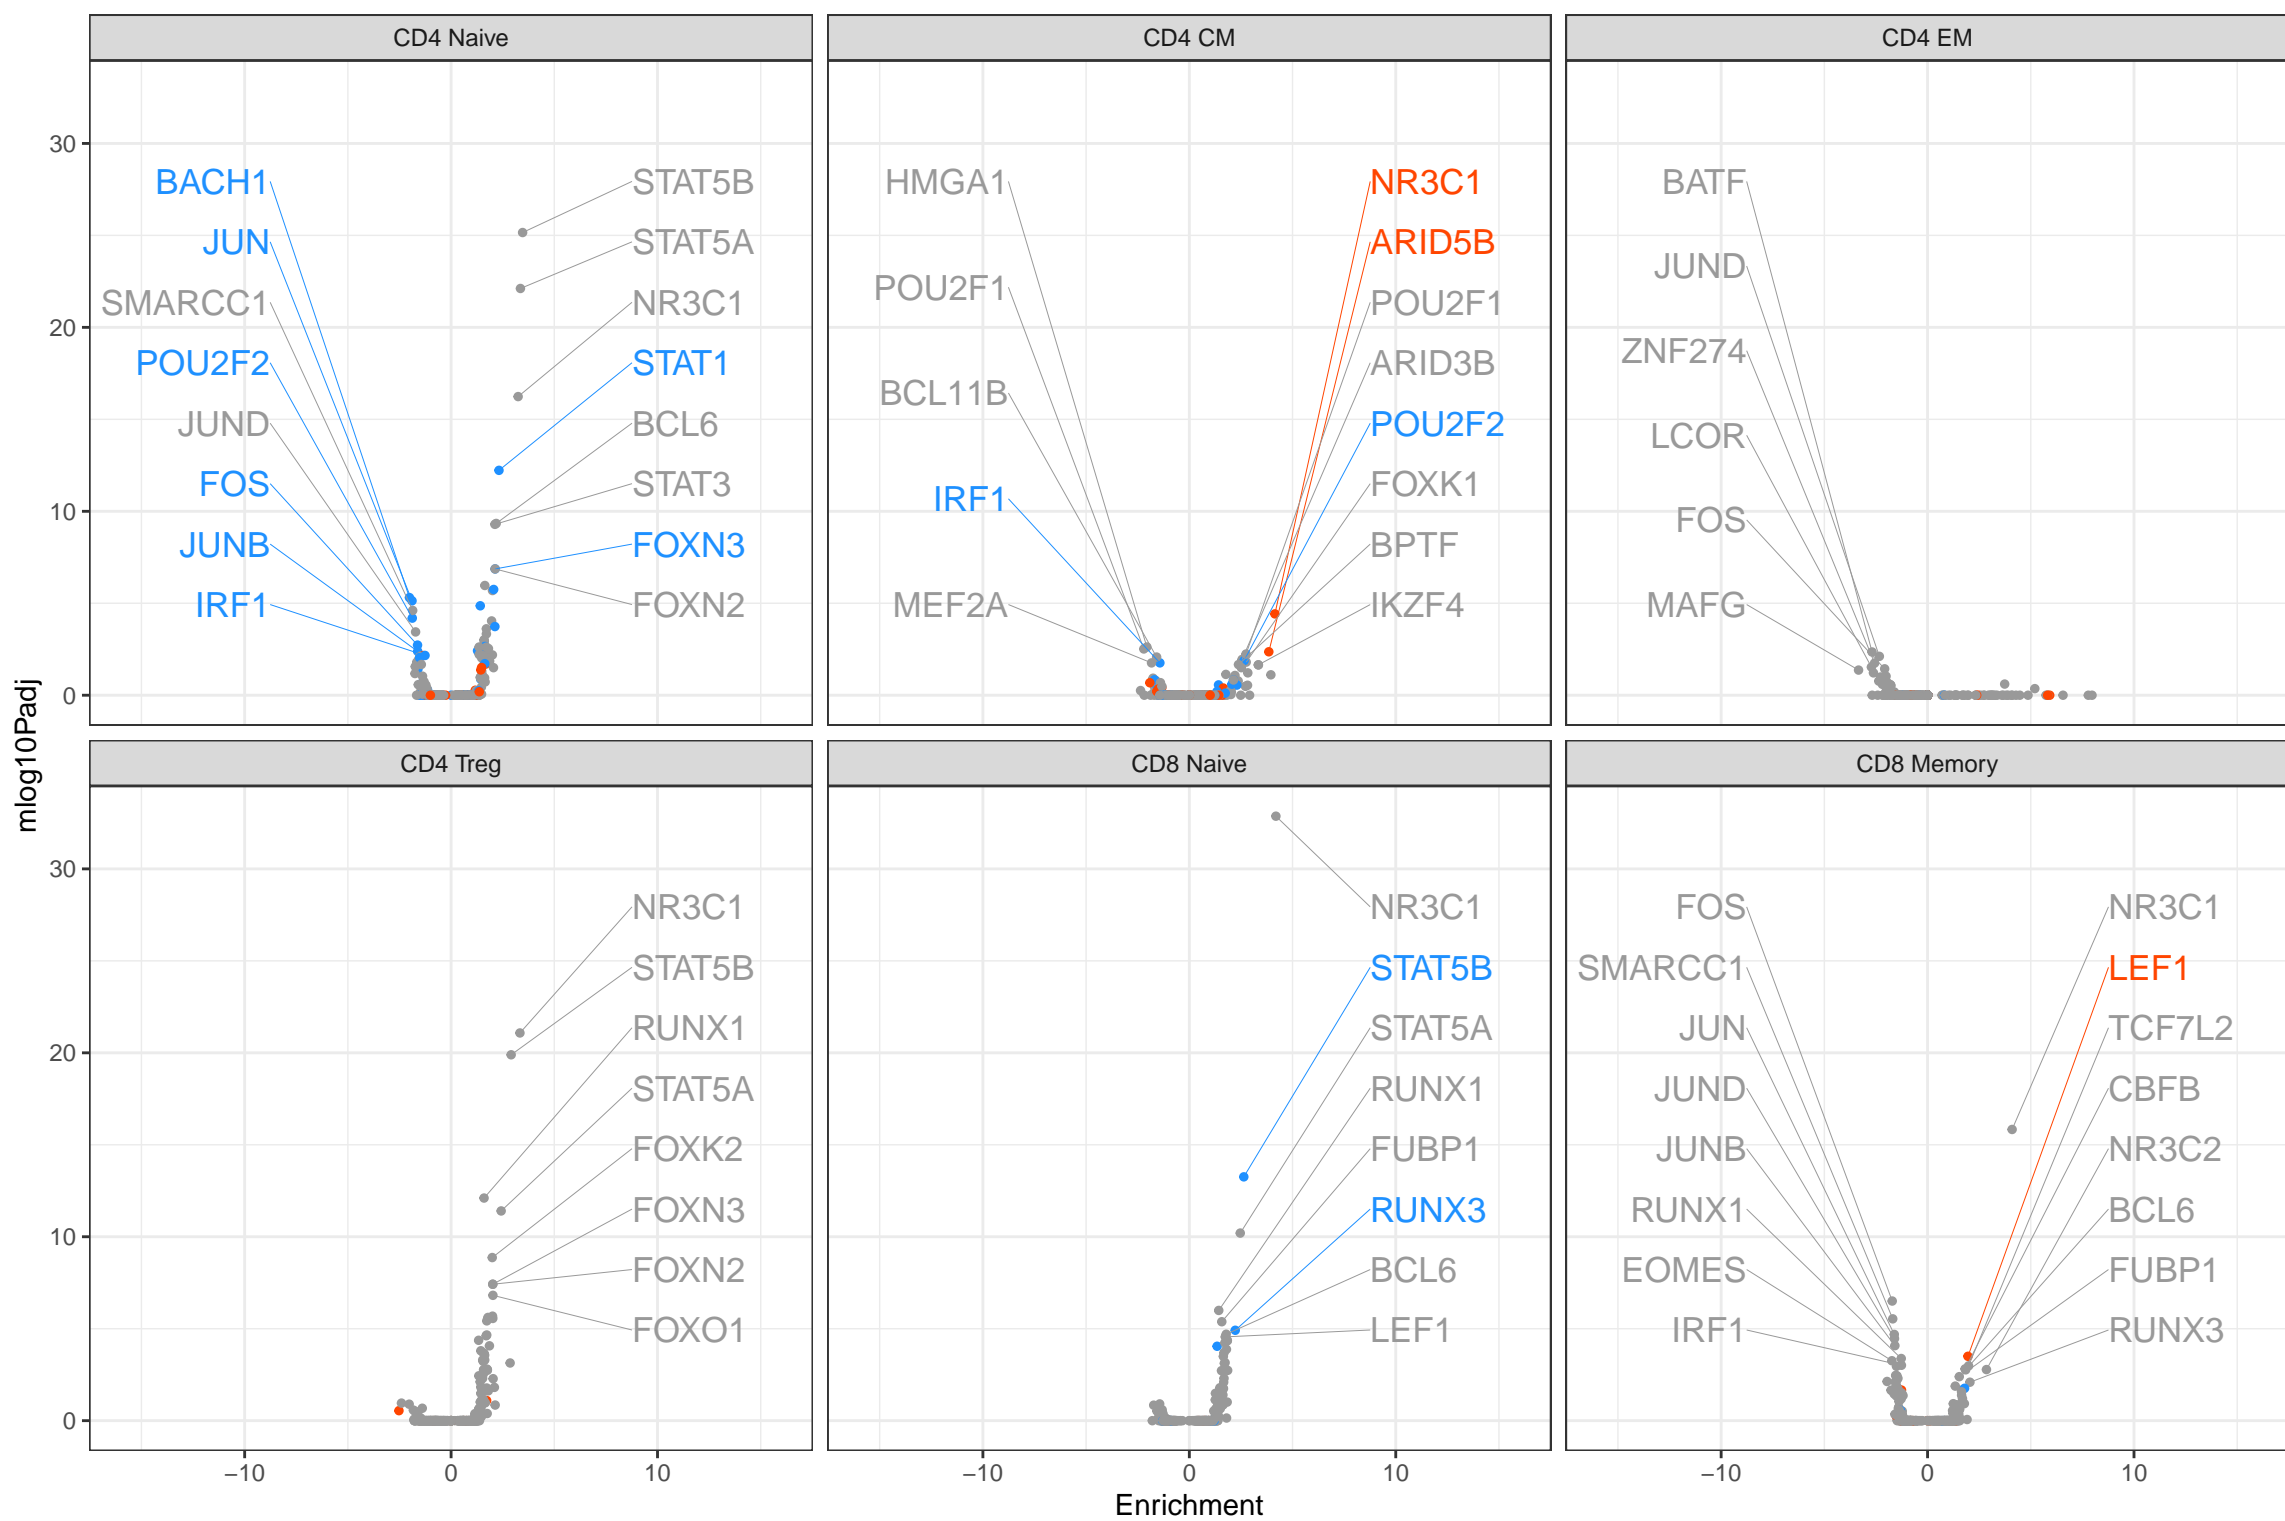 CD4 Naive
CD4 CM
CD4 EM
30
20
10
0
BACH1
JUN
SMARCC1
POU2F2
JUND
FOS
JUNB
IRF1
STAT5B
STAT5A
NR3C1
STAT1
BCL6
STAT3
FOXN3
FOXN2
HMGA1
POU2F1
BCL11B
IRF1
MEF2A
NR3C1
ARID5B
POU2F1
ARID3B
POU2F2
FOXK1
BPTF
IKZF4
BATF
JUND
ZNF274
LCOR
FOS
MAFG
mlog10Padj
CD4 Treg
CD8 Naive
CD8 Memory
30
20
10
0
NR3C1
STAT5B
RUNX1
STAT5A
FOXK2
FOXN3
FOXN2
FOXO1
NR3C1
STAT5B
STAT5A
RUNX1
FUBP1
RUNX3
BCL6
LEF1
FOS
SMARCC1
JUN
JUND
JUNB
RUNX1
EOMES
IRF1
NR3C1
LEF1
TCF7L2
CBFB
NR3C2
BCL6
FUBP1
RUNX3
−10 0 10
−10 0 10
−10 0 10
Enrichment